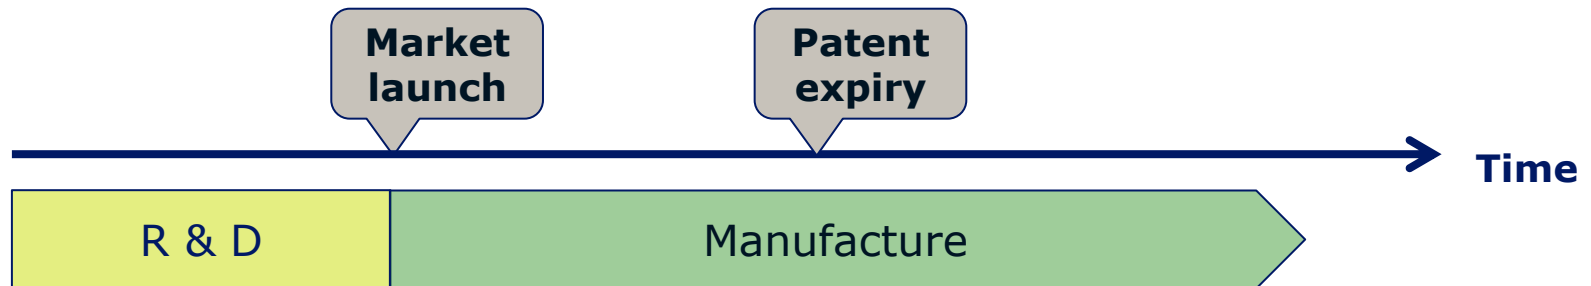 Market
launch
Patent
expiry
Time
R & D
Manufacture